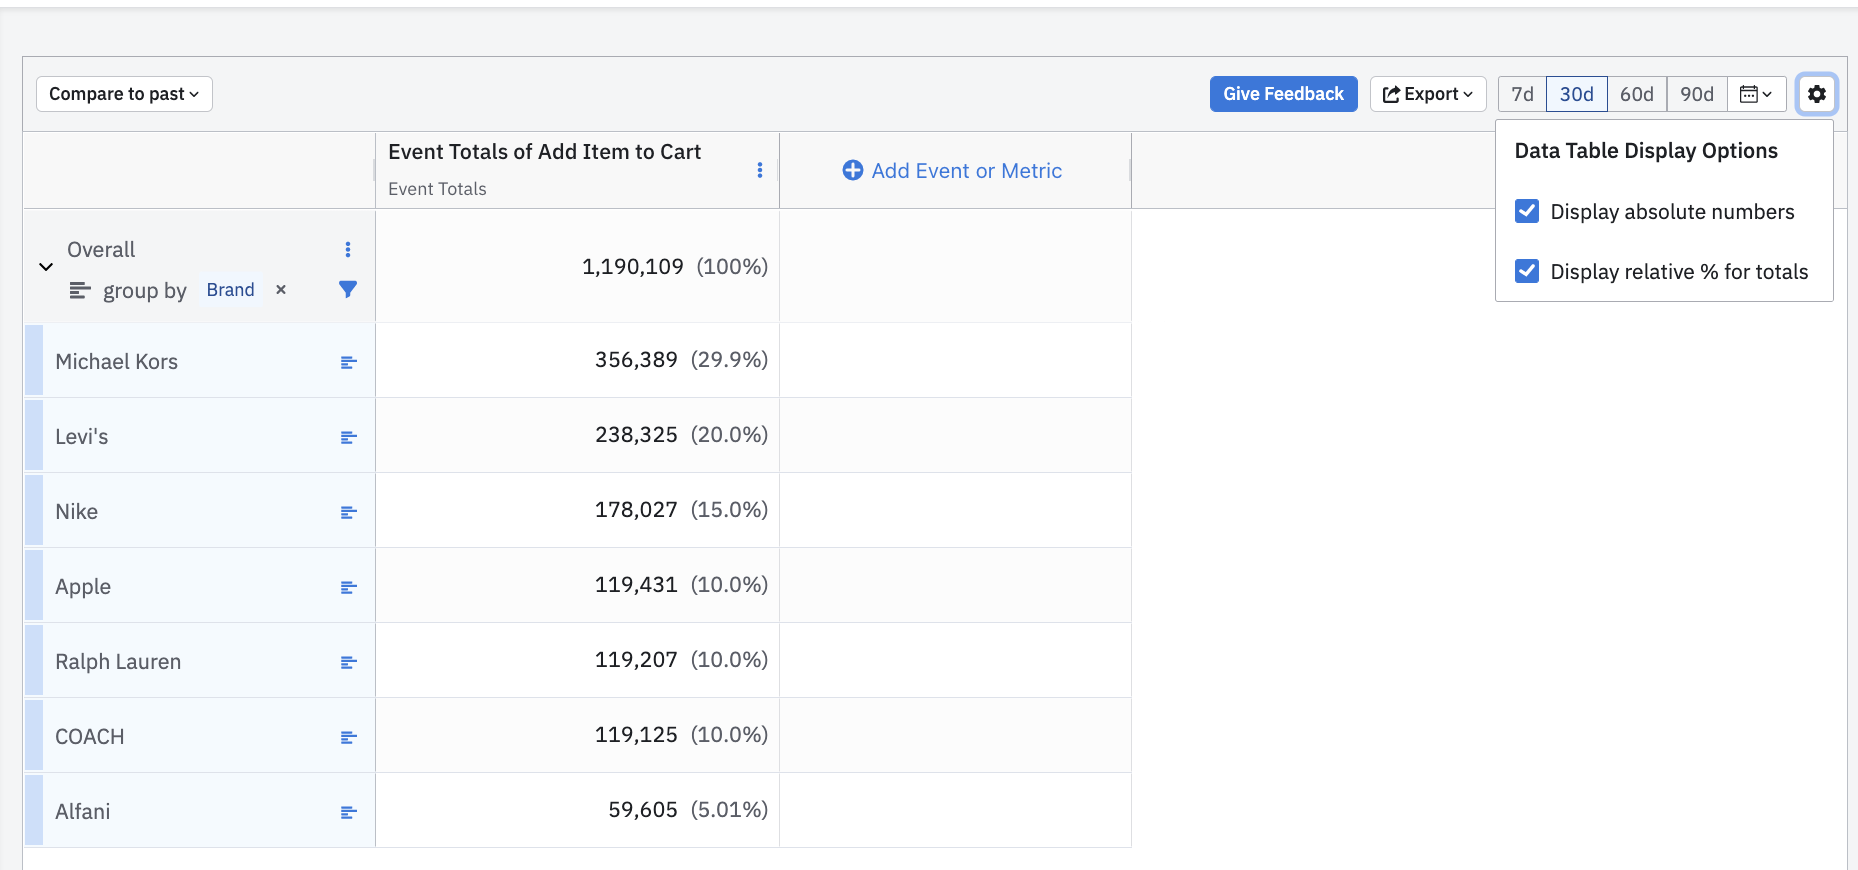 Compare to past
Give Feedback
Export
7d
30d
60d
90d
Data Table Display Options
Display absolute numbers
Display relative % for totals
Event Totals of Add Item to Cart
Event Totals
Add Event or Metric
Overall
group by Brand ×
1,190,109 (100%)
Michael Kors 356,389 (29.9%)
Levi's 238,325 (20.0%)
Nike 178,027 (15.0%)
Apple 119,431 (10.0%)
Ralph Lauren 119,207 (10.0%)
COACH 119,125 (10.0%)
Alfani 59,605 (5.01%)